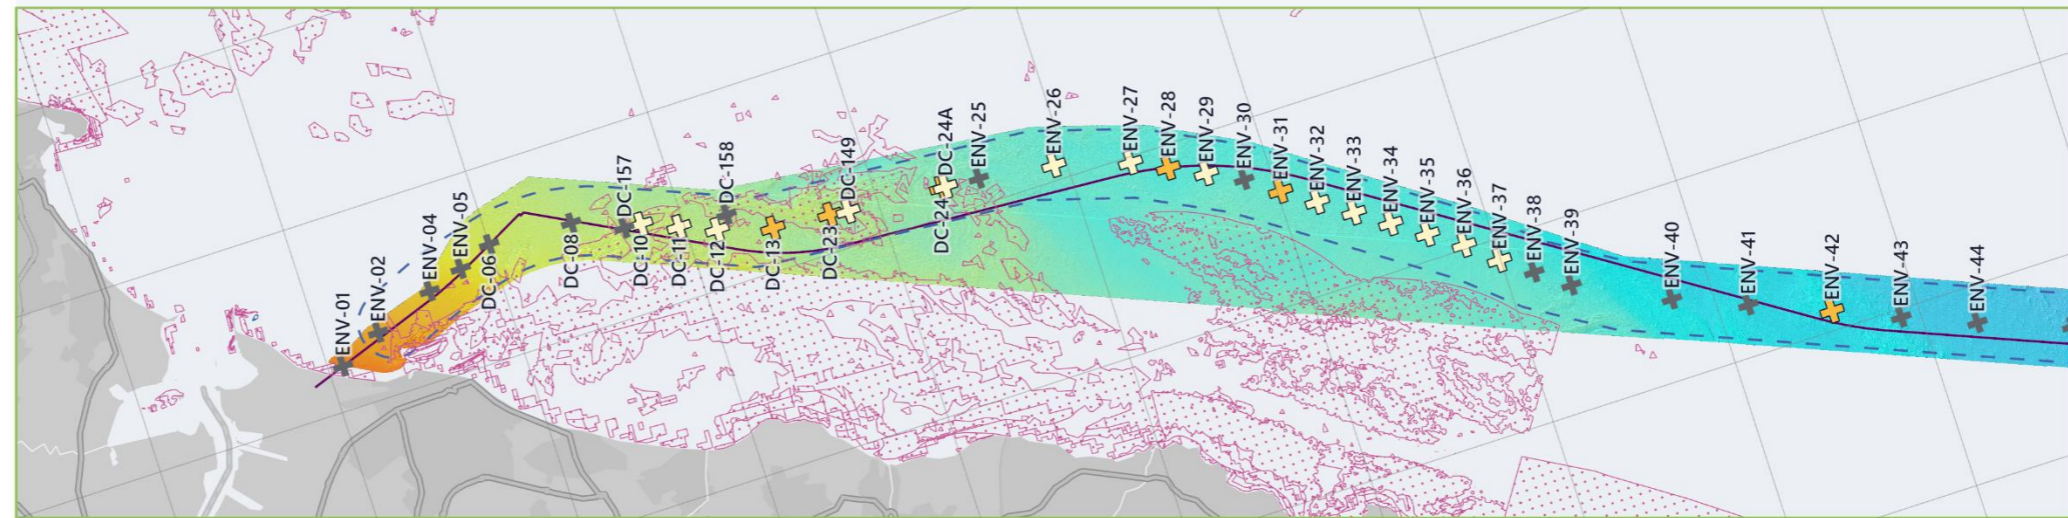 ENV-01
ENV-02
ENV-04
ENV-05
DC-06
DC-08
DC-157
DC-10
DC-11
DC-12
DC-158
DC-13
DC-23
DC-149
DC-24
DC-24A
ENV-25
ENV-26
ENV-27
ENV-28
ENV-29
ENV-30
ENV-31
ENV-32
ENV-33
ENV-34
ENV-35
ENV-36
ENV-37
ENV-38
ENV-39
ENV-40
ENV-41
ENV-42
ENV-43
ENV-44